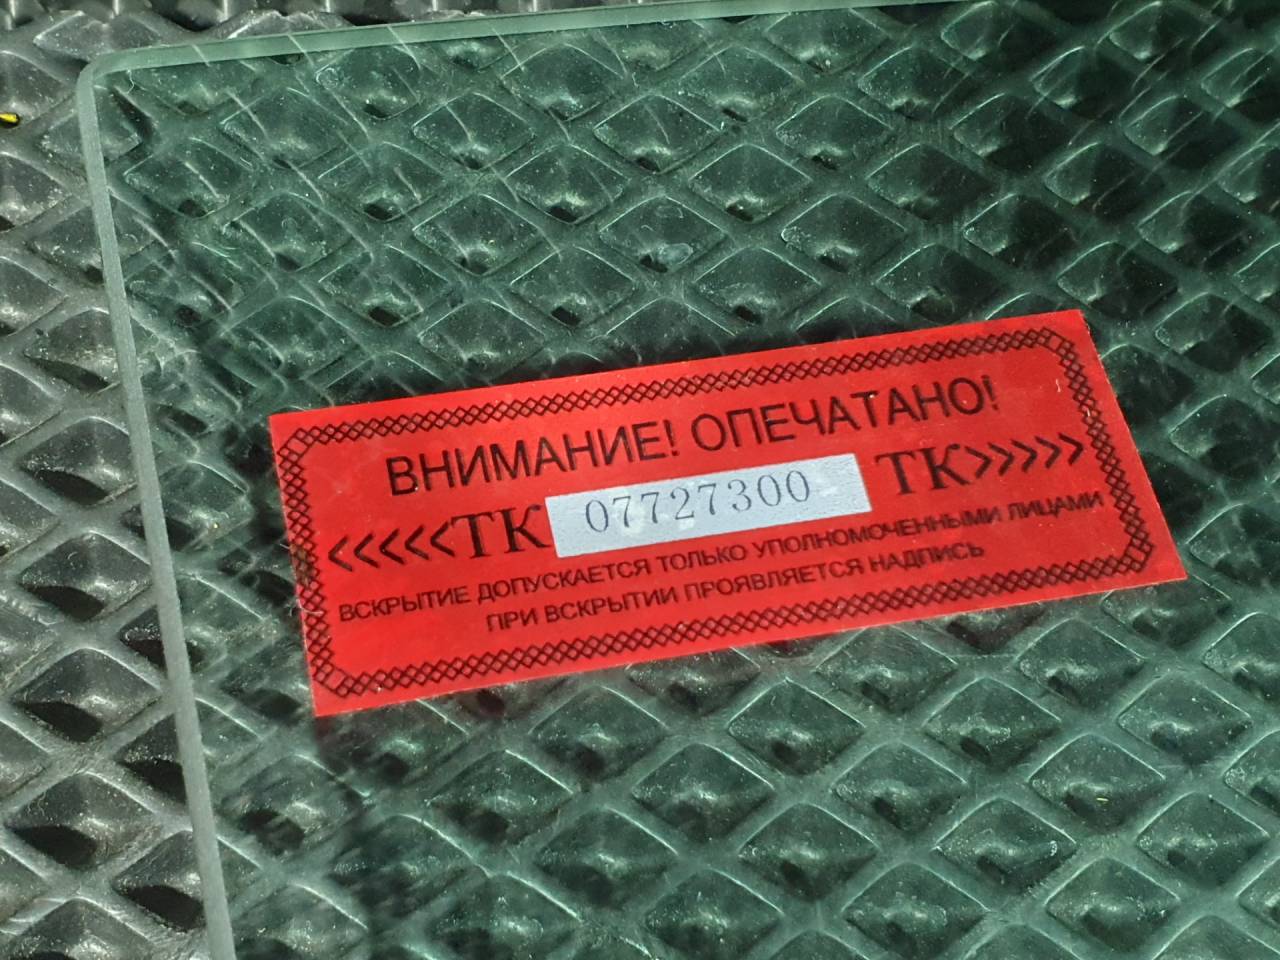 ВНИМАНИЕ! ОПЕЧАТАНО!
<<<<<ТК 07727300 ТК>>>>>
ВСКРЫТИЕ ДОПУСКАЕТСЯ ТОЛЬКО УПОЛНОМОЧЕННЫМИ ЛИЦАМИ
ПРИ ВСКРЫТИИ ПРОЯВЛЯЕТСЯ НАДПИСЬ